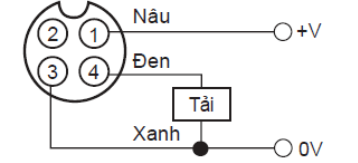 Nâu
2 1 +V
3 4 Đen
Tải
Xanh
0V